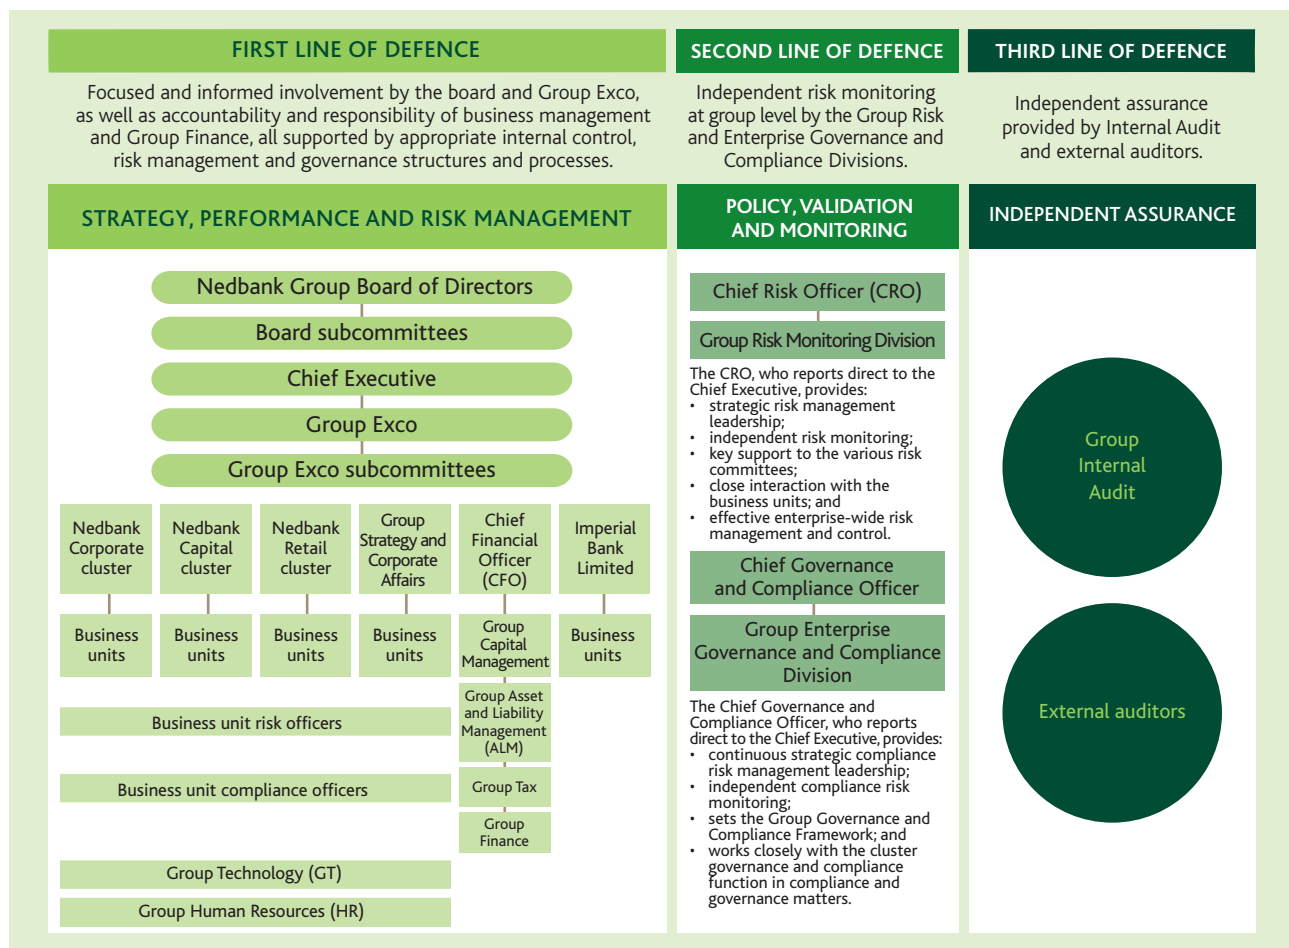 FIRST LINE OF DEFENCE
Focused and informed involvement by the board and Group Exco,
as well as accountability and responsibility of business management
and Group Finance, all supported by appropriate internal control,
risk management and governance structures and processes.
STRATEGY, PERFORMANCE AND RISK MANAGEMENT
Nedbank Group Board of Directors
Board subcommittees
Chief Executive
Group Exco
Group Exco subcommittees
Nedbank
Corporate
cluster
Nedbank
Capital
cluster
Nedbank
Retail
cluster
Group
Strategy and
Corporate
Affairs
Chief
Financial
Officer
(CFO)
Imperial
Bank
Limited
Business
units
Business
units
Business
units
Business
units
Group
Capital
Management
Business
units
Group Asset
and Liability
Management
(ALM)
Group Tax
Group
Finance
Business unit risk officers
Business unit compliance officers
Group Technology (GT)
Group Human Resources (HR)
SECOND LINE OF DEFENCE
Independent risk monitoring
at group level by the Group Risk
and Enterprise Governance and
Compliance Divisions.
POLICY, VALIDATION
AND MONITORING
Chief Risk Officer (CRO)
Group Risk Monitoring Division
The CRO, who reports direct to the
Chief Executive, provides:
• strategic risk management
leadership;
• independent risk monitoring;
• key support to the various risk
committees;
• close interaction with the
business units; and
• effective enterprise-wide risk
management and control.
Chief Governance
and Compliance Officer
Group Enterprise
Governance and Compliance
Division
The Chief Governance and
Compliance Officer, who reports
direct to the Chief Executive, provides:
• continuous strategic compliance
risk management leadership;
• independent compliance risk
monitoring;
• sets the Group Governance and
Compliance Framework; and
• works closely with the cluster
governance and compliance
function in compliance and
governance matters.
THIRD LINE OF DEFENCE
Independent assurance
provided by Internal Audit
and external auditors.
INDEPENDENT ASSURANCE
Group
Internal
Audit
External auditors